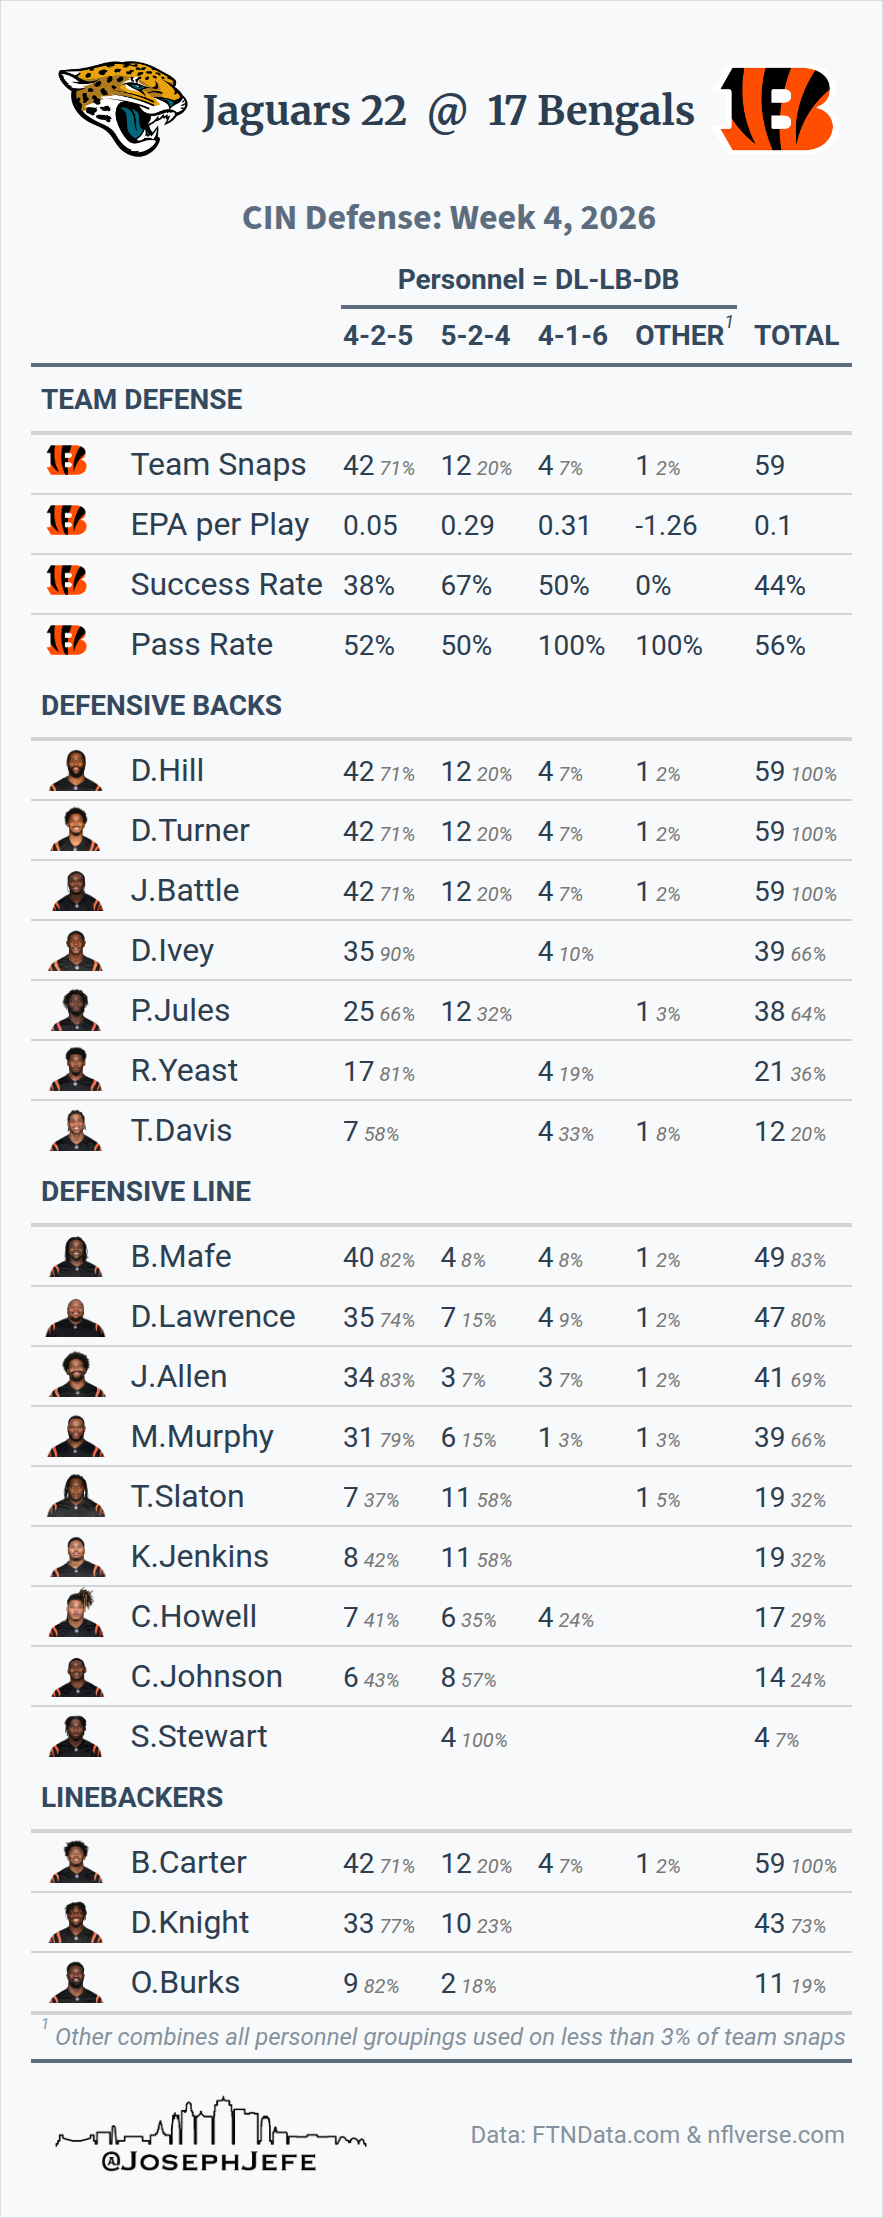 Jaguars 22 @ 17 Bengals
CIN Defense: Week 4, 2026
Personnel = DL-LB-DB
4-2-5 5-2-4 4-1-6 OTHER1 TOTAL
TEAM DEFENSE
Team Snaps 42 71% 12 20% 4 7% 1 2% 59
EPA per Play 0.05 0.29 0.31 -1.26 0.1
Success Rate 38% 67% 50% 0% 44%
Pass Rate 52% 50% 100% 100% 56%
DEFENSIVE BACKS
D.Hill 42 71% 12 20% 4 7% 1 2% 59 100%
D.Turner 42 71% 12 20% 4 7% 1 2% 59 100%
J.Battle 42 71% 12 20% 4 7% 1 2% 59 100%
D.Ivey 35 90% 4 10% 39 66%
P.Jules 25 66% 12 32% 1 3% 38 64%
R.Yeast 17 81% 4 19% 21 36%
T.Davis 7 58% 4 33% 1 8% 12 20%
DEFENSIVE LINE
B.Mafe 40 82% 4 8% 4 8% 1 2% 49 83%
D.Lawrence 35 74% 7 15% 4 9% 1 2% 47 80%
J.Allen 34 83% 3 7% 3 7% 1 2% 41 69%
M.Murphy 31 79% 6 15% 1 3% 1 3% 39 66%
T.Slaton 7 37% 11 58% 1 5% 19 32%
K.Jenkins 8 42% 11 58% 19 32%
C.Howell 7 41% 6 35% 4 24% 17 29%
C.Johnson 6 43% 8 57% 14 24%
S.Stewart 4 100% 4 7%
LINEBACKERS
B.Carter 42 71% 12 20% 4 7% 1 2% 59 100%
D.Knight 33 77% 10 23% 43 73%
O.Burks 9 82% 2 18% 11 19%
1 Other combines all personnel groupings used on less than 3% of team snaps
@JosephJefe
Data: FTNData.com & nflverse.com